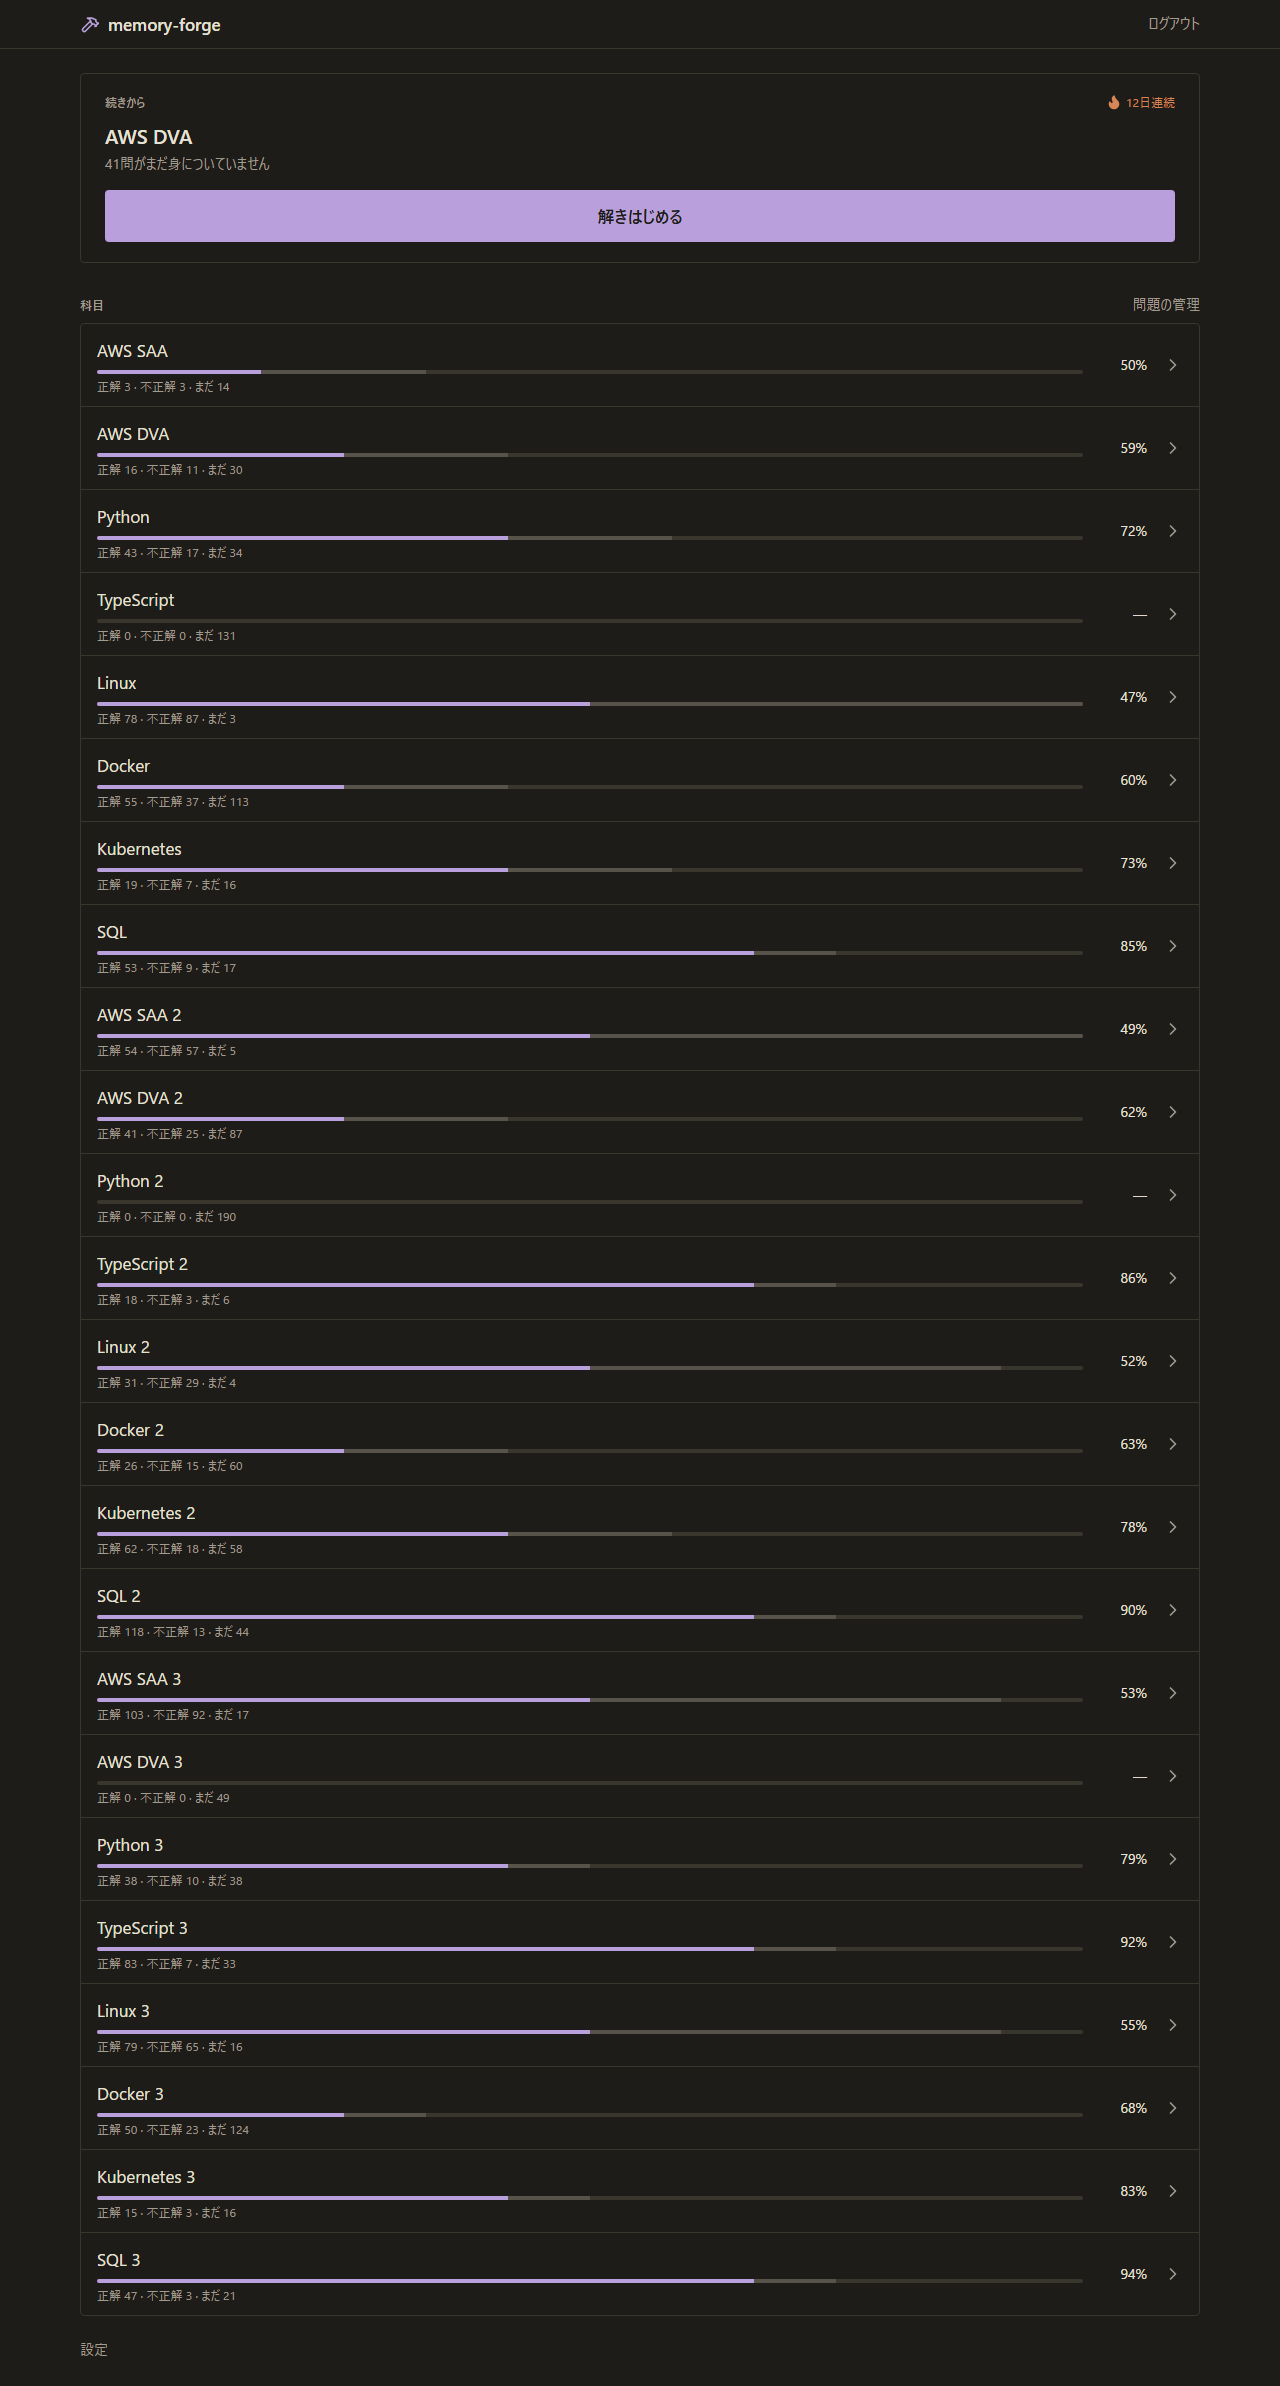 memory-forge
ログアウト
続きから
12日連続
AWS DVA
41問がまだ身についていません
解きはじめる
科目
問題の管理
AWS SAA
50%
正解 3 · 不正解 3 · まだ 14
AWS DVA
59%
正解 16 · 不正解 11 · まだ 30
Python
72%
正解 43 · 不正解 17 · まだ 34
TypeScript
—
正解 0 · 不正解 0 · まだ 131
Linux
47%
正解 78 · 不正解 87 · まだ 3
Docker
60%
正解 55 · 不正解 37 · まだ 113
Kubernetes
73%
正解 19 · 不正解 7 · まだ 16
SQL
85%
正解 53 · 不正解 9 · まだ 17
AWS SAA 2
49%
正解 54 · 不正解 57 · まだ 5
AWS DVA 2
62%
正解 41 · 不正解 25 · まだ 87
Python 2
—
正解 0 · 不正解 0 · まだ 190
TypeScript 2
86%
正解 18 · 不正解 3 · まだ 6
Linux 2
52%
正解 31 · 不正解 29 · まだ 4
Docker 2
63%
正解 26 · 不正解 15 · まだ 60
Kubernetes 2
78%
正解 62 · 不正解 18 · まだ 58
SQL 2
90%
正解 118 · 不正解 13 · まだ 44
AWS SAA 3
53%
正解 103 · 不正解 92 · まだ 17
AWS DVA 3
—
正解 0 · 不正解 0 · まだ 49
Python 3
79%
正解 38 · 不正解 10 · まだ 38
TypeScript 3
92%
正解 83 · 不正解 7 · まだ 33
Linux 3
55%
正解 79 · 不正解 65 · まだ 16
Docker 3
68%
正解 50 · 不正解 23 · まだ 124
Kubernetes 3
83%
正解 15 · 不正解 3 · まだ 16
SQL 3
94%
正解 47 · 不正解 3 · まだ 21
設定